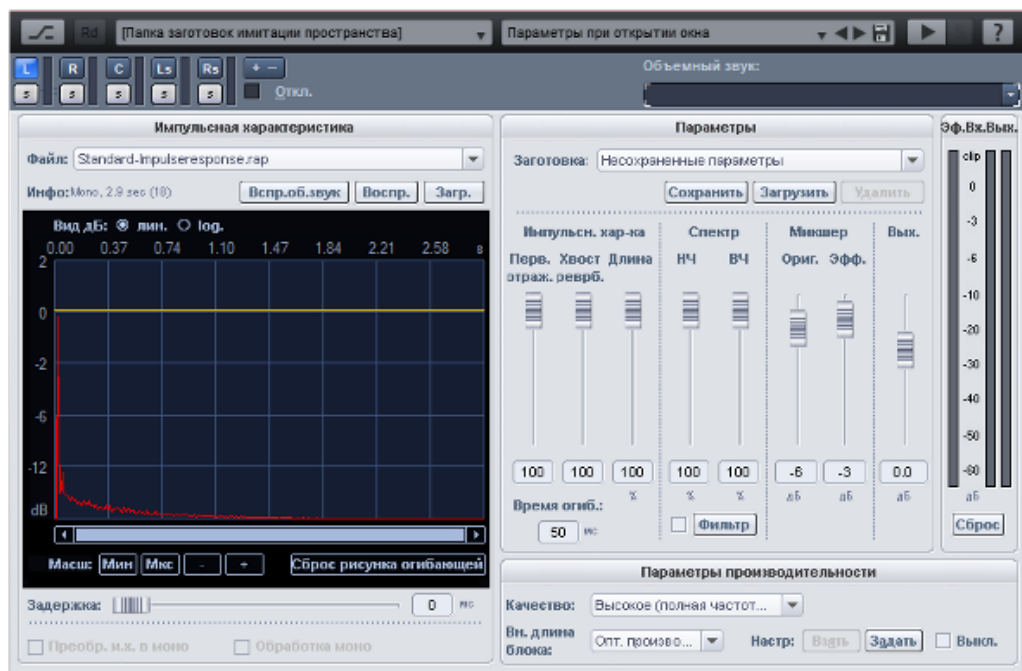 Rd [Папка заготовок имитации пространства] Параметры при открытии окна ?
L R C Ls Rs + - Объемный звук:
s s s s s Откл.
Импульсная характеристика
Файл: Standard-Impulseresponse.rap
Инфо: Mono, 2.9 sec (18) Вспр.об.звук Воспр. Загр.
Вид дБ: лин. log.
0.00 0.37 0.74 1.10 1.47 1.84 2.21 2.58 s
2
0
-2
-6
-12
dB
Масш: Мин Мкс - + Сброс рисунка огибающей
Задержка: 0 мс
Преобр. и.х. в моно Обработка моно
Параметры
Заготовка: Несохраненные параметры
Сохранить Загрузить Удалить
Импульсн. хар-ка Спектр Микшер Вых.
Перв. Хвост Длина НЧ ВЧ Ориг. Эфф.
отраж. реврб.
100 100 100 100 100 -6 -3 0.0
% % % дБ дБ дБ
Время огиб.:
50 мс
Фильтр
Эф.Вх.Вых.
clip
0
-3
-6
-10
-20
-30
-40
-50
-60
дБ
Сброс
Параметры производительности
Качество: Высокое (полная частот...
Вн. длина
блока: Опт. произво... Настр: Взять Задать Выкл.